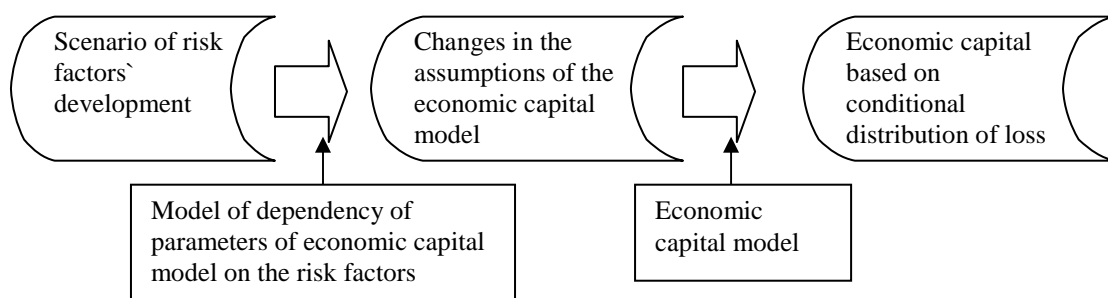 Scenario of risk
factors`
development
Changes in the
assumptions of the
economic capital
model
Economic capital
based on
conditional
distribution of loss
Model of dependency of
parameters of economic capital
model on the risk factors
Economic
capital model